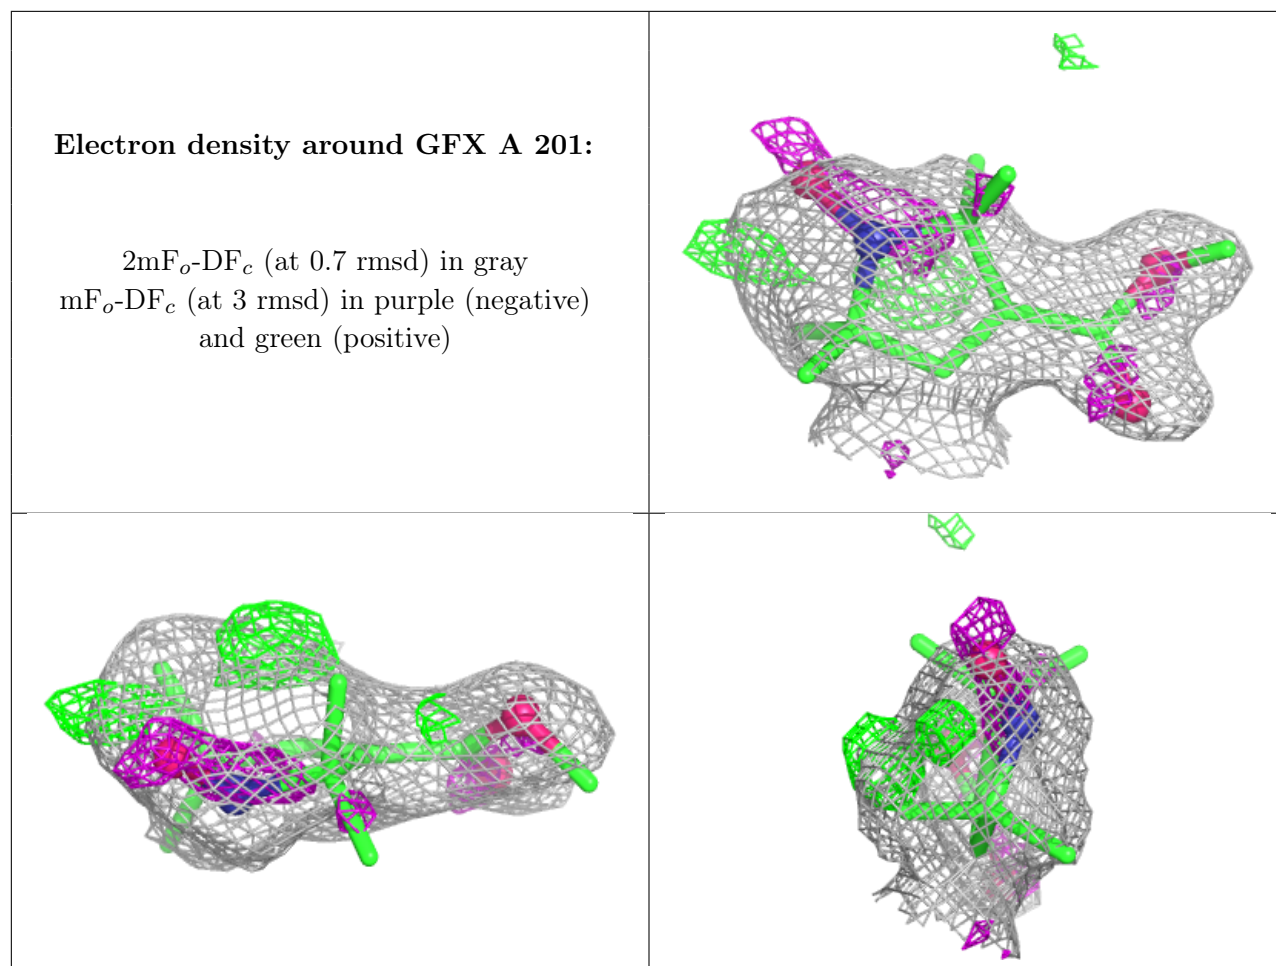 Electron density around GFX A 201:
2mFo-DFc (at 0.7 rmsd) in gray
mFo-DFc (at 3 rmsd) in purple (negative)
and green (positive)